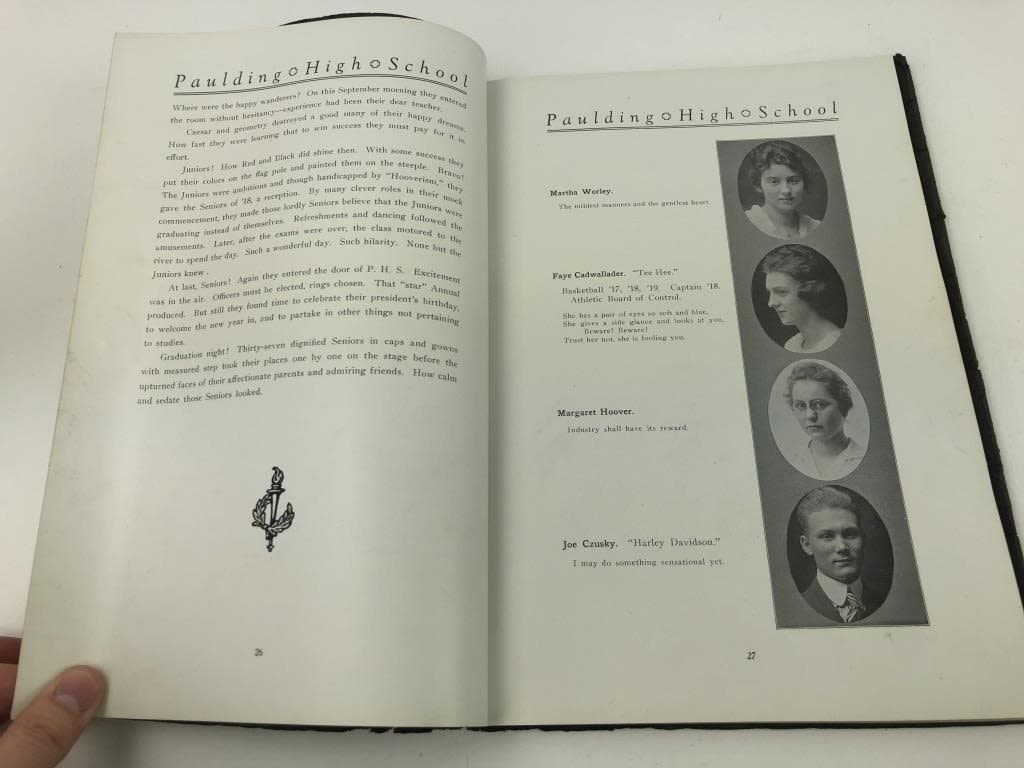 Paulding High School
Where were the happy wanderers? On this September morning they entered
the room without hesitancy—experience had been their dear teacher.
Caesar and geometry destroyed a good many of their happy dreams.
How fast they were learning that to win success they must pay for it in
effort.
Juniors! How Red and Black did shine then. With some success they
put their colors on the flag pole and painted them on the steeple. Bravo!
The Juniors were ambitious and though handicapped by "Hooverism," they
gave the Seniors of '18, a reception. By many clever roles in their mock
commencement, they made those lordly Seniors believe that the Juniors were
graduating instead of themselves. Refreshments and dancing followed the
amusements. Later, after the exams were over, the class motored to the
river to spend the day. Such a wonderful day. Such hilarity. None but the
Juniors knew .
At last, Seniors! Again they entered the door of P. H. S. Excitement
was in the air. Officers must be elected, rings chosen. That "star" Annual
produced. But still they found time to celebrate their president's birthday,
to welcome the new year in, and to partake in other things not pertaining
to studies.
Graduation night! Thirty-seven dignified Seniors in caps and gowns
with measured step took their places one by one on the stage before the
upturned faces of their affectionate parents and admiring friends. How calm
and sedate those Seniors looked.
26
Paulding High School
Martha Worley.
The mildest manners and the gentlest heart.
Faye Cadwallader. "Tee Hee."
Basketball '17, '18, '19. Captain '18.
Athletic Board of Control.
She has a pair of eyes so soft and blue,
She gives a side glance and looks at you,
Beware! Beware!
Trust her not, she is fooling you.
Margaret Hoover.
Industry shall have its reward.
Joe Czusky. "Harley Davidson."
I may do something sensational yet.
27